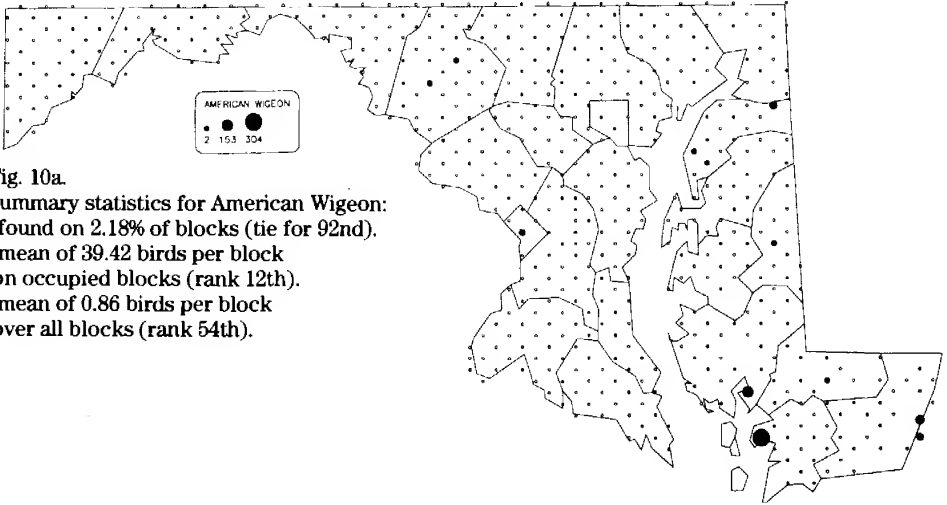 AMERICAN WIGEON
2 153 304
ig. 10a.
ummary statistics for American Wigeon:
found on 2.18% of blocks (tie for 92nd).
mean of 39.42 birds per block
on occupied blocks (rank 12th).
mean of 0.86 birds per block
over all blocks (rank 54th).